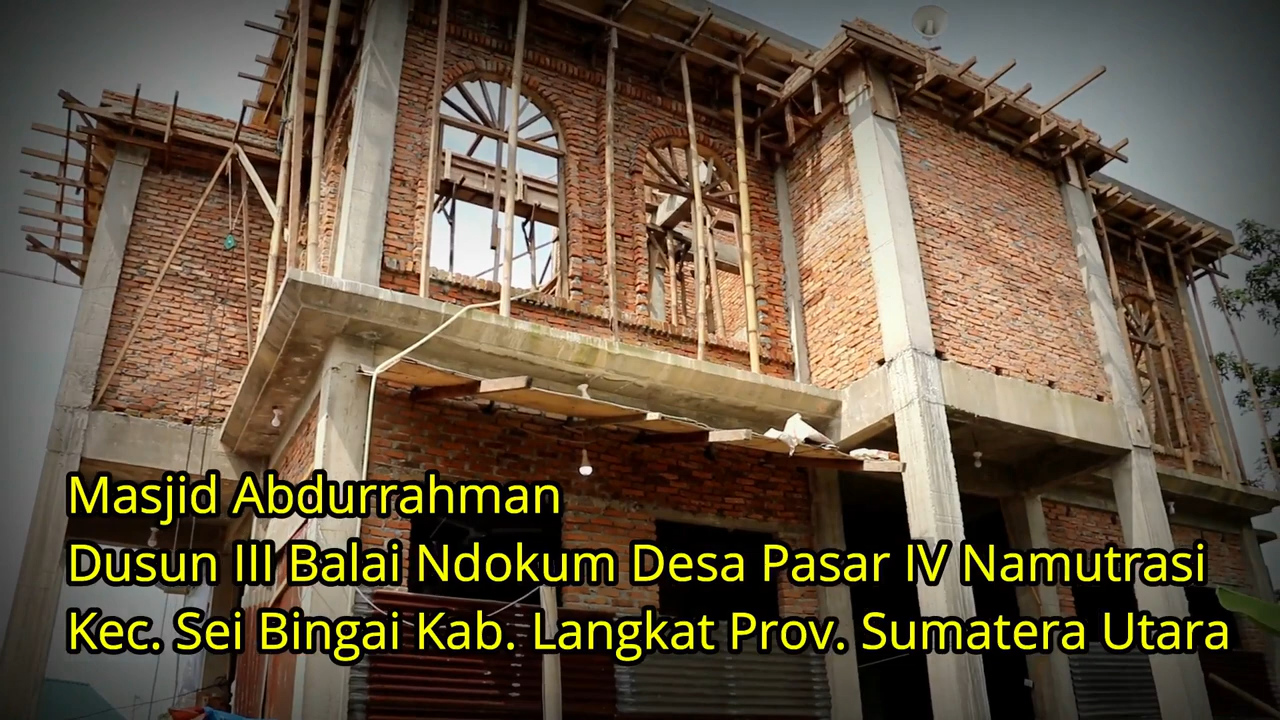 Masjid Abdurrahman
Dusun III Balai Ndokum Desa Pasar IV Namutrasi
Kec. Sei Bingai Kab. Langkat Prov. Sumatera Utara